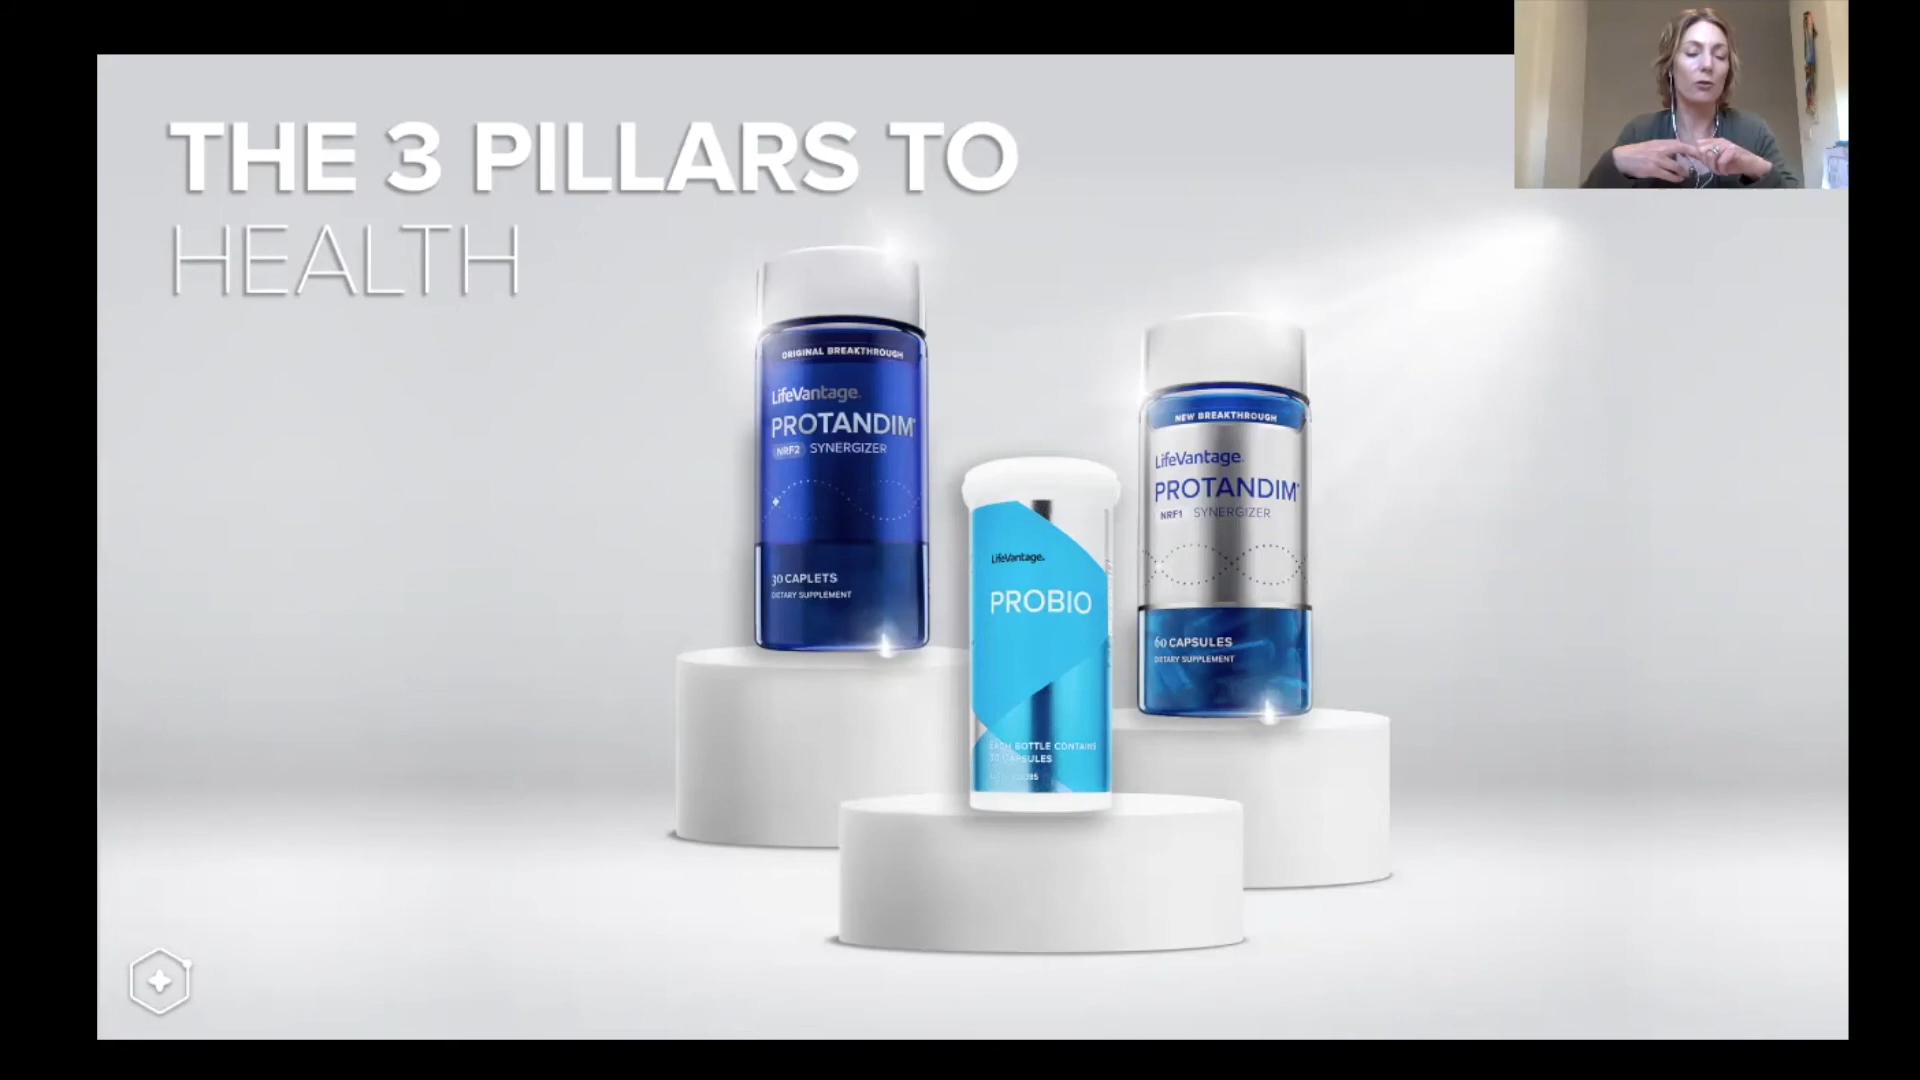 THE 3 PILLARS TO
HEALTH
ORIGINAL BREAKTHROUGH
LifeVantage.
PROTANDIM
NRF2 SYNERGIZER
30 CAPLETS
DIETARY SUPPLEMENT
LifeVantage.
PROBIO
EACH BOTTLE CONTAINS
30 CAPSULES
NEW BREAKTHROUGH
LifeVantage.
PROTANDIM
NRF1 SYNERGIZER
60 CAPSULES
DIETARY SUPPLEMENT